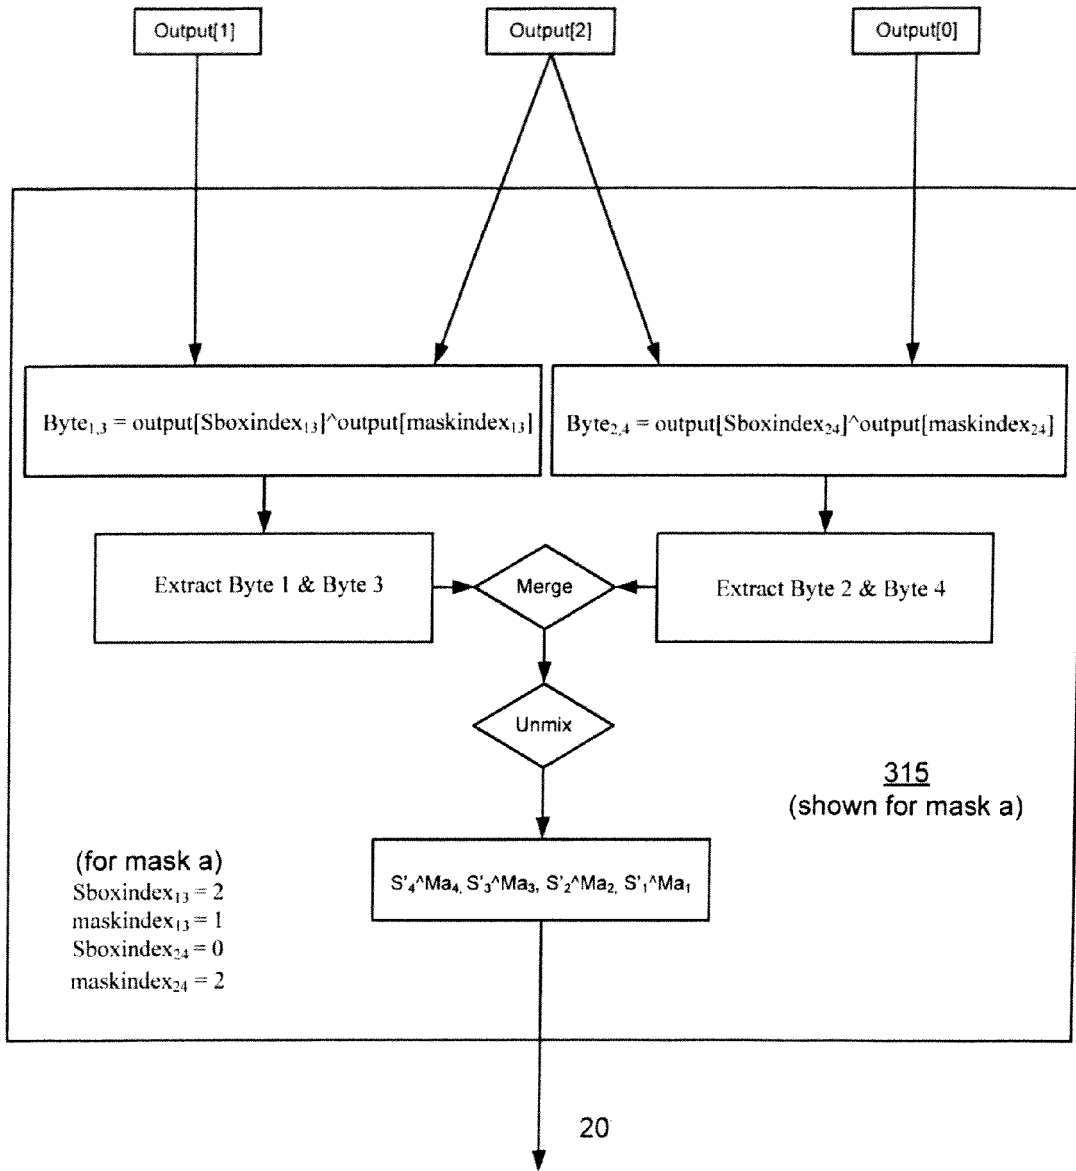 Output[1]
Output[2]
Output[0]
Byte₁,₃ = output[Sboxindex₁₃]^output[maskindex₁₃]
Byte₂,₄ = output[Sboxindex₂₄]^output[maskindex₂₄]
Extract Byte 1 & Byte 3
Merge
Extract Byte 2 & Byte 4
Unmix
315
(shown for mask a)
(for mask a)
Sboxindex₁₃ = 2
maskindex₁₃ = 1
Sboxindex₂₄ = 0
maskindex₂₄ = 2
S'₄^Ma₄, S'₃^Ma₃, S'₂^Ma₂, S'₁^Ma₁
20